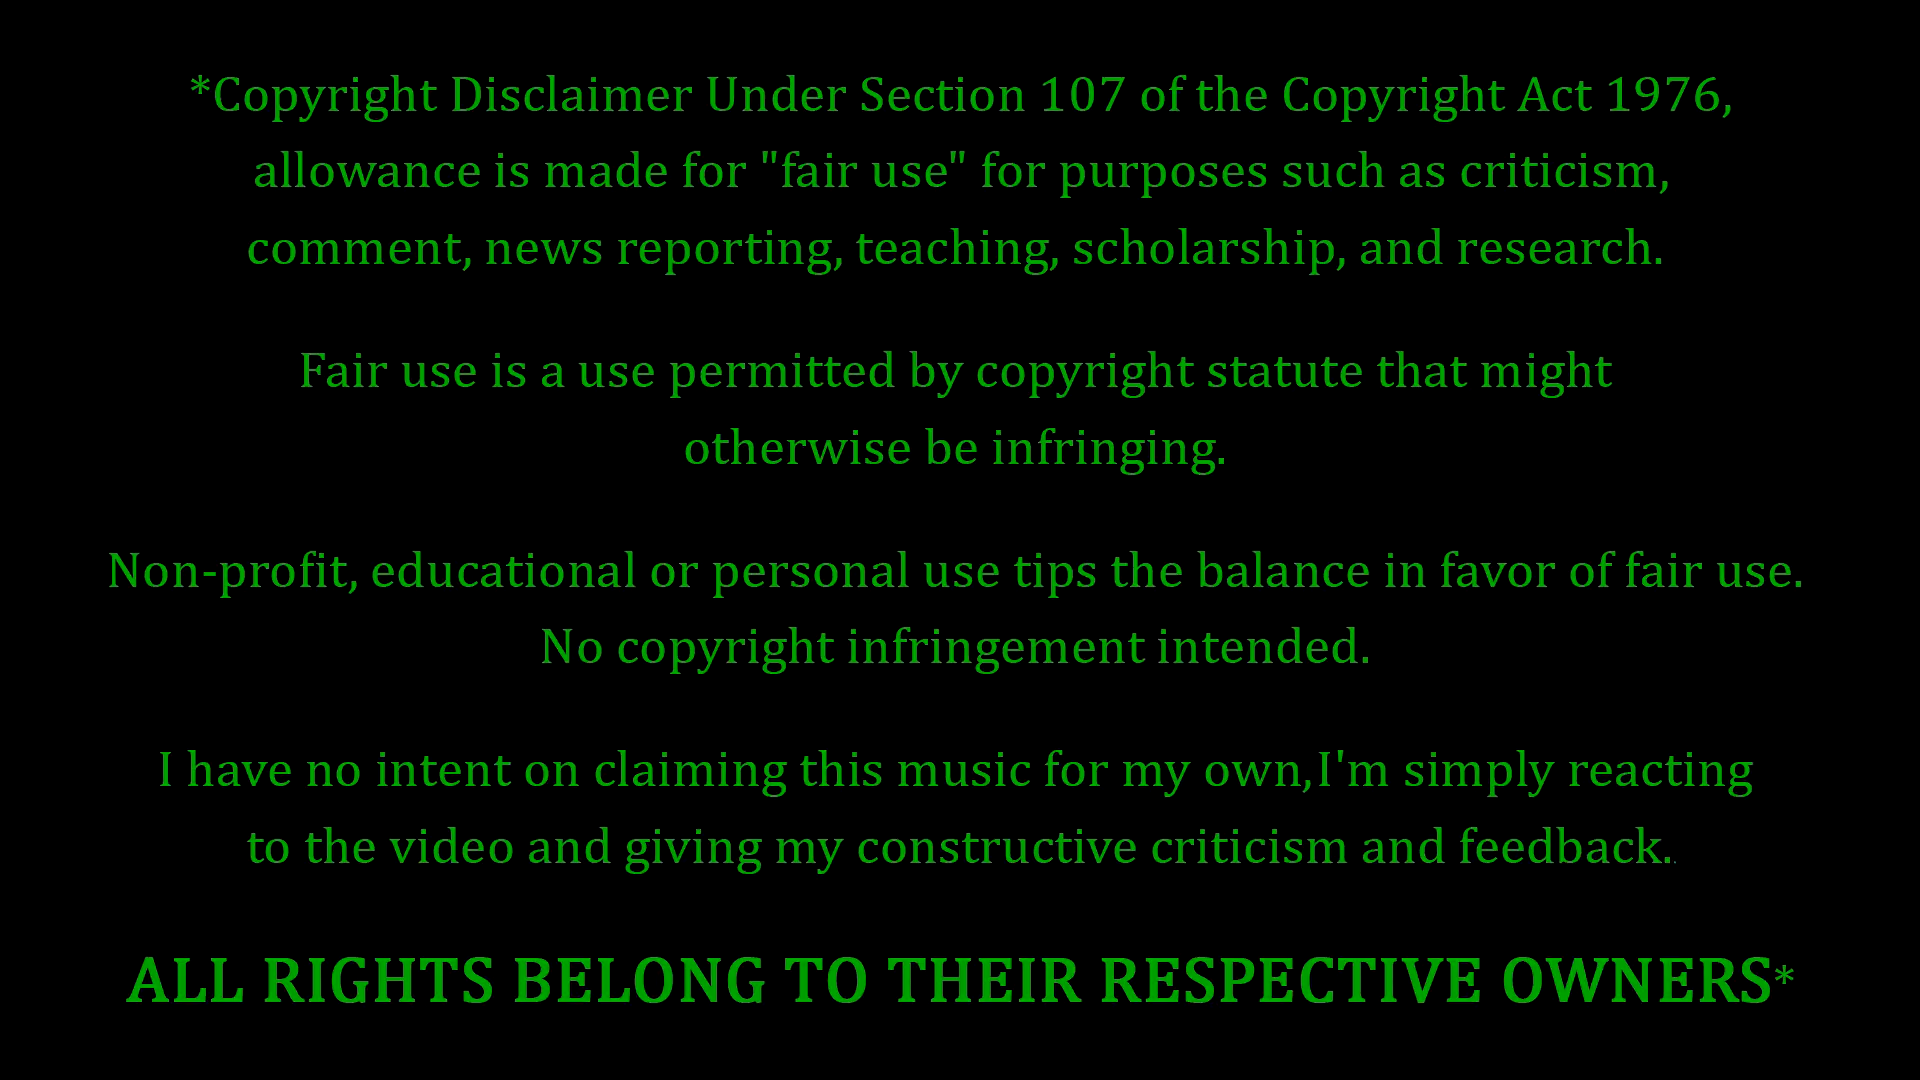 *Copyright Disclaimer Under Section 107 of the Copyright Act 1976,
allowance is made for "fair use" for purposes such as criticism,
comment, news reporting, teaching, scholarship, and research.
Fair use is a use permitted by copyright statute that might
otherwise be infringing.
Non-profit, educational or personal use tips the balance in favor of fair use.
No copyright infringement intended.
I have no intent on claiming this music for my own,I'm simply reacting
to the video and giving my constructive criticism and feedback..
ALL RIGHTS BELONG TO THEIR RESPECTIVE OWNERS*